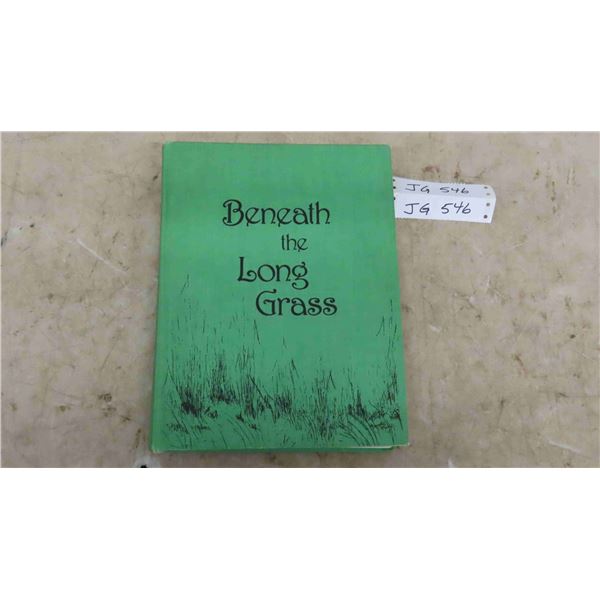 Beneath
the
Long
Grass
JG 546
JG 546